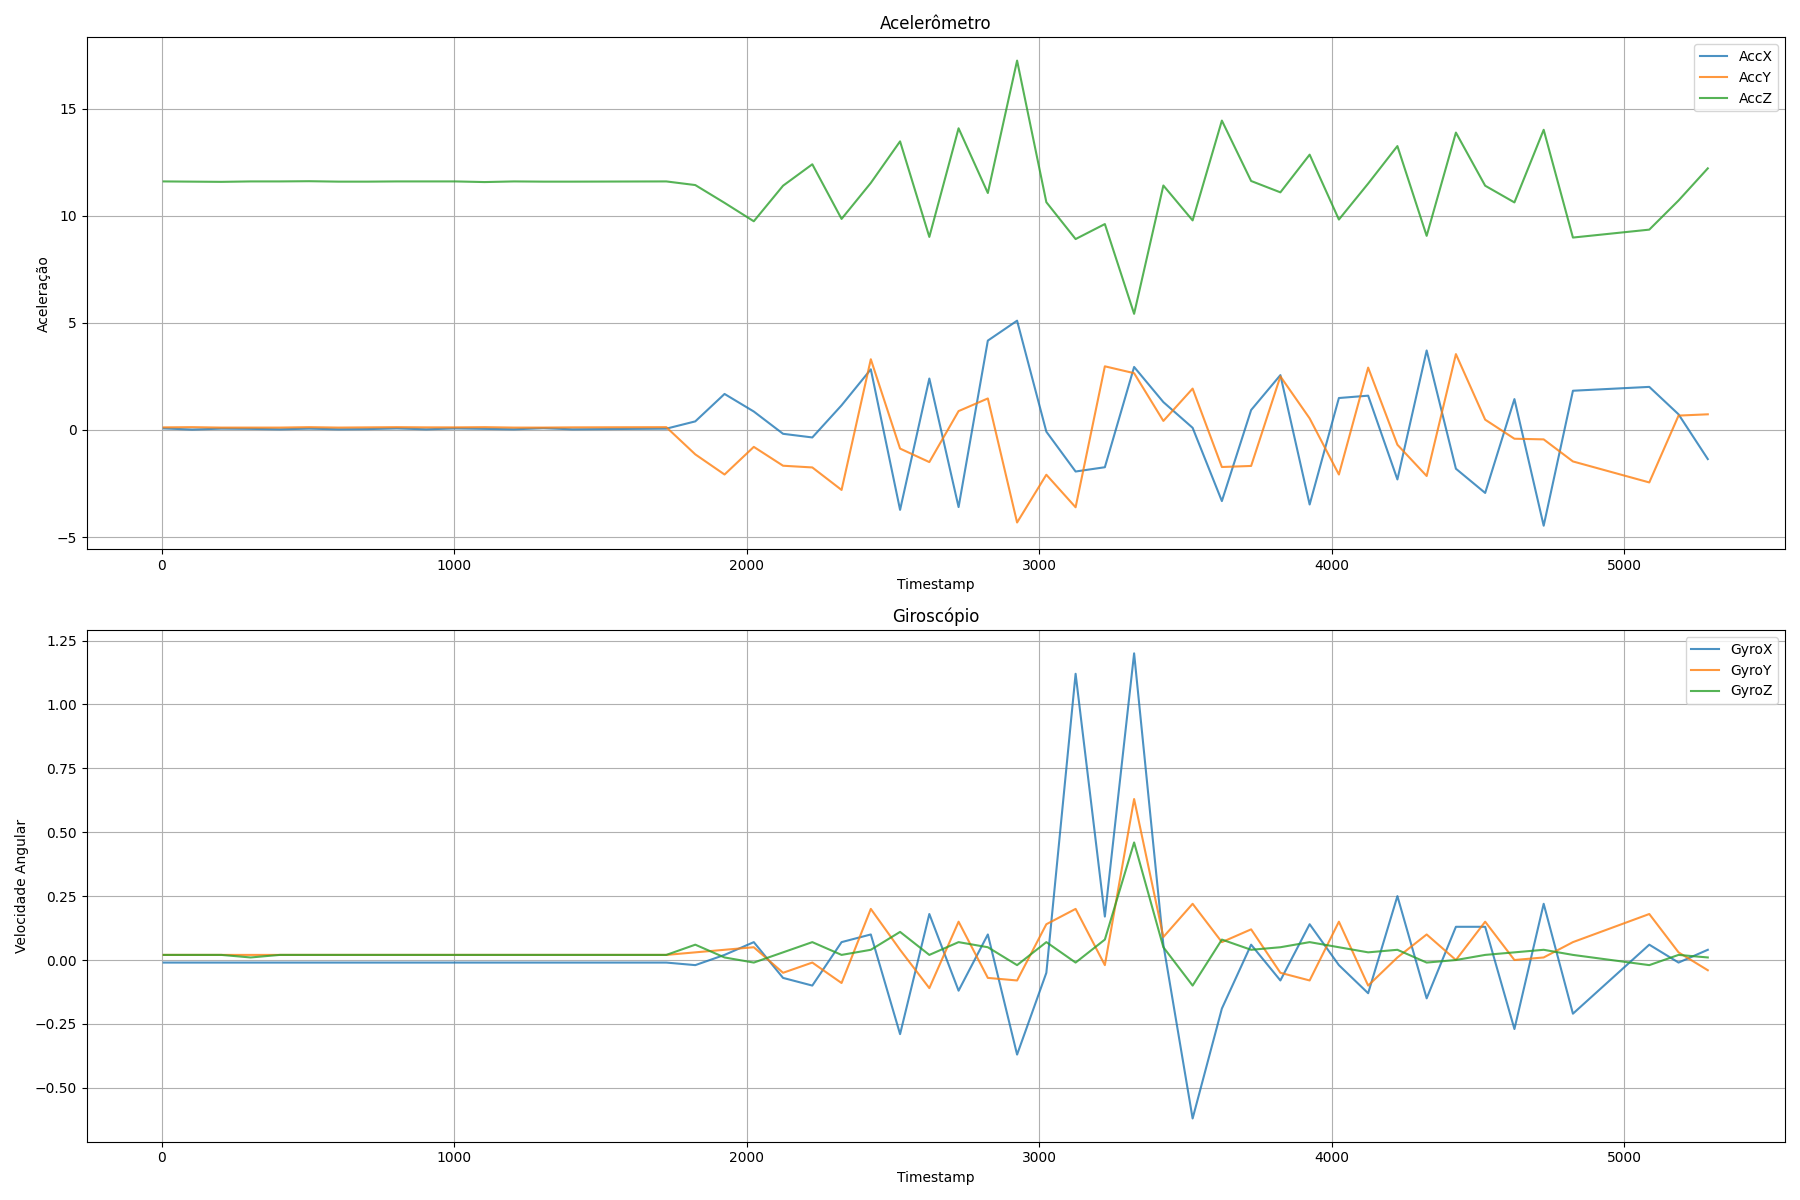 Acelerômetro
Aceleração
15
10
5
0
−5
AccX
AccY
AccZ
0 1000 2000 3000 4000 5000
Timestamp
Giroscópio
Velocidade Angular
1.25
1.00
0.75
0.50
0.25
0.00
−0.25
−0.50
GyroX
GyroY
GyroZ
0 1000 2000 3000 4000 5000
Timestamp